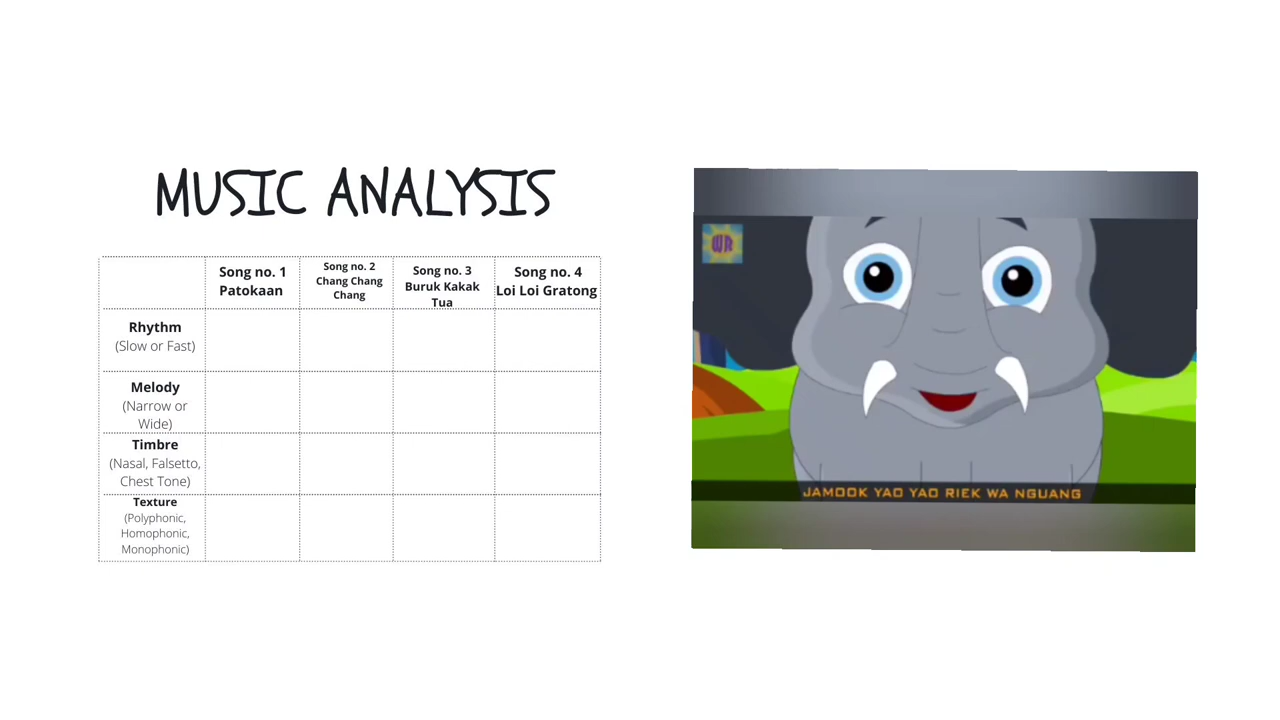 MUSIC ANALYSIS
Song no. 1
Patokaan
Song no. 2
Chang Chang
Chang
Song no. 3
Buruk Kakak
Tua
Song no. 4
Loi Loi Gratong
Rhythm
(Slow or Fast)
Melody
(Narrow or
Wide)
Timbre
(Nasal, Falsetto,
Chest Tone)
Texture
(Polyphonic,
Homophonic,
Monophonic)
WR
JAMOOK YAO YAO RIEK WA NGUANG